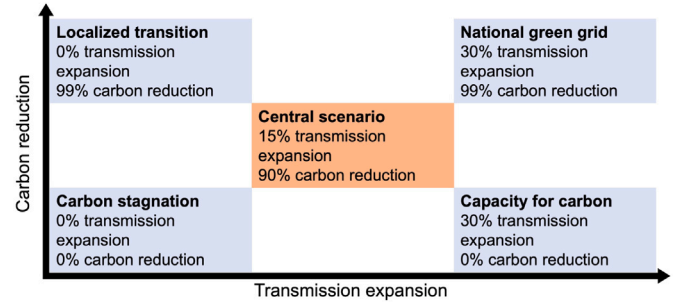 Carbon reduction
Localized transition
0% transmission
expansion
99% carbon reduction
National green grid
30% transmission
expansion
99% carbon reduction
Central scenario
15% transmission
expansion
90% carbon reduction
Carbon stagnation
0% transmission
expansion
0% carbon reduction
Capacity for carbon
30% transmission
expansion
0% carbon reduction
Transmission expansion